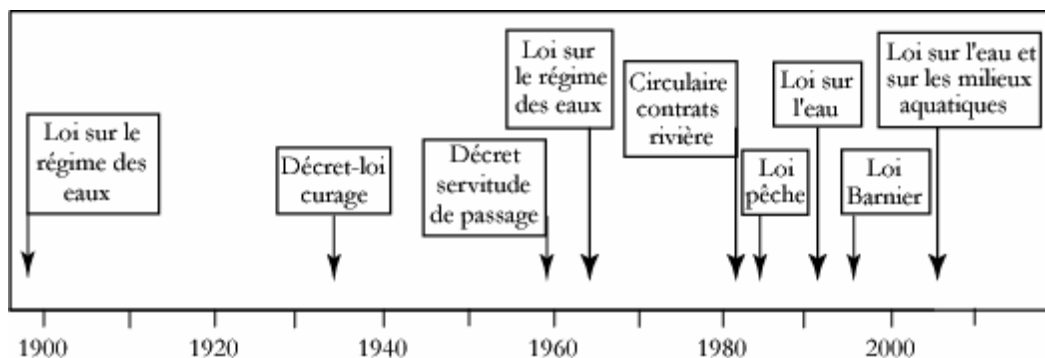 Loi sur le
régime des
eaux
Décret-loi
curage
Décret
servitude
de passage
Loi sur
le régime
des eaux
Circulaire
contrats
rivière
Loi
pêche
Loi sur
l'eau
Loi
Barnier
Loi sur l'eau et
sur les milieux
aquatiques
1900
1920
1940
1960
1980
2000